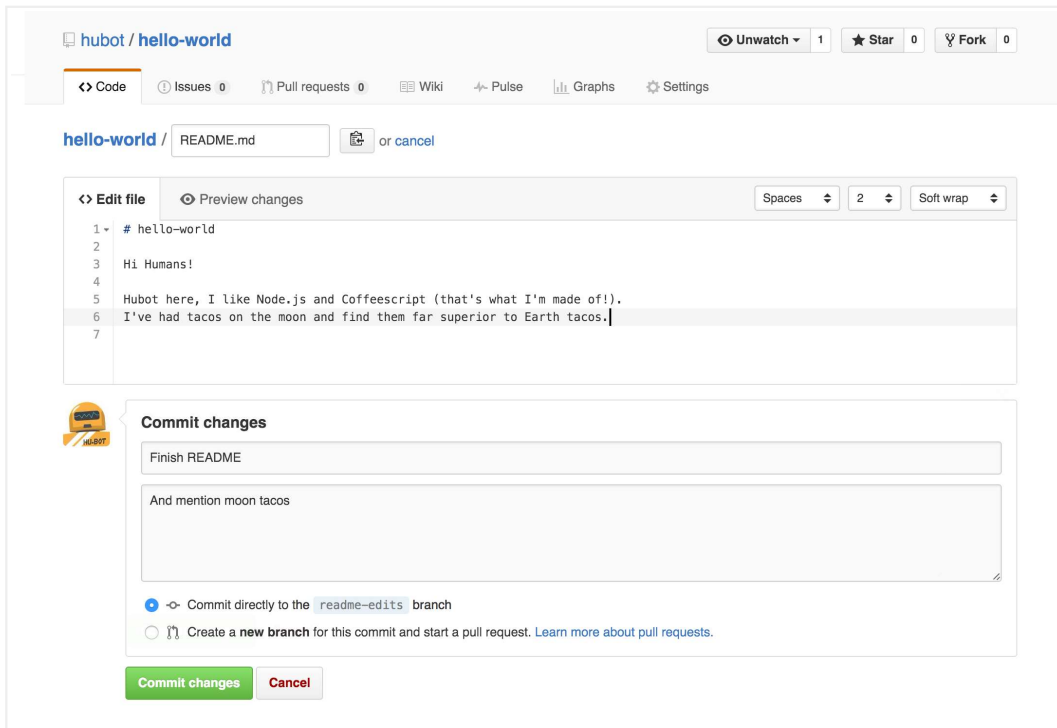 hubot / hello-world
Unwatch 1 Star 0 Fork 0
<> Code Issues 0 Pull requests 0 Wiki Pulse Graphs Settings
hello-world / README.md or cancel
<> Edit file Preview changes Spaces 2 Soft wrap
1 # hello-world
2
3 Hi Humans!
4
5 Hubot here, I like Node.js and Coffeescript (that's what I'm made of!).
6 I've had tacos on the moon and find them far superior to Earth tacos.
7
HU-BOT
Commit changes
Finish README
And mention moon tacos
Commit directly to the readme-edits branch
Create a new branch for this commit and start a pull request. Learn more about pull requests.
Commit changes Cancel